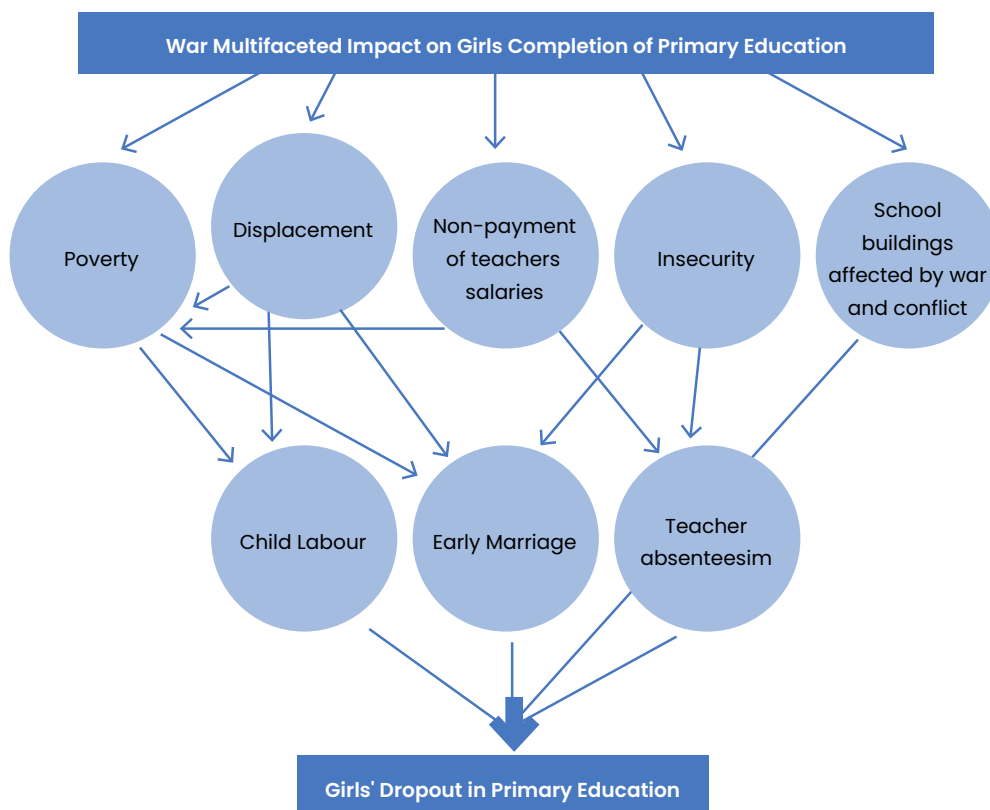 War Multifaceted Impact on Girls Completion of Primary Education
Poverty
Displacement
Non-payment
of teachers
salaries
Insecurity
School
buildings
affected by war
and conflict
Child Labour
Early Marriage
Teacher
absenteesim
Girls' Dropout in Primary Education